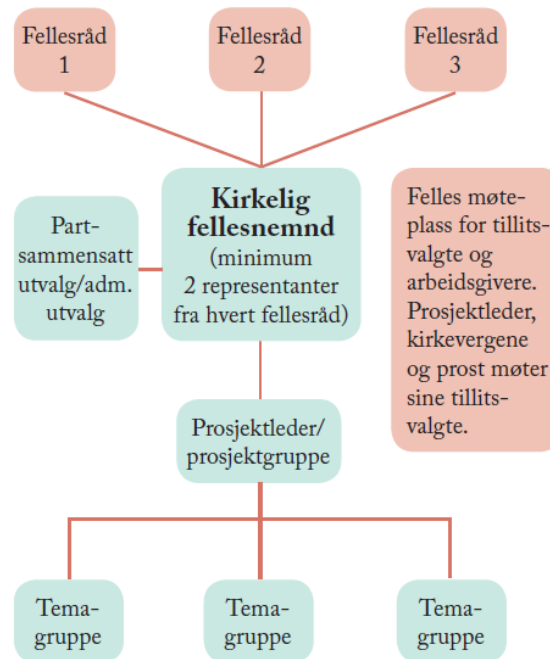 Fellesråd
1
Fellesråd
2
Fellesråd
3
Part-
sammensatt
utvalg/adm.
utvalg
Kirkelig
fellesnemnd
(minimum
2 representanter
fra hvert fellesråd)
Felles møte-
plass for tillits-
valgte og
arbeidsgivere.
Prosjektleder,
kirkevergene
og prost møter
sine tillits-
valgte.
Prosjektleder/
prosjektgruppe
Tema-
gruppe
Tema-
gruppe
Tema-
gruppe